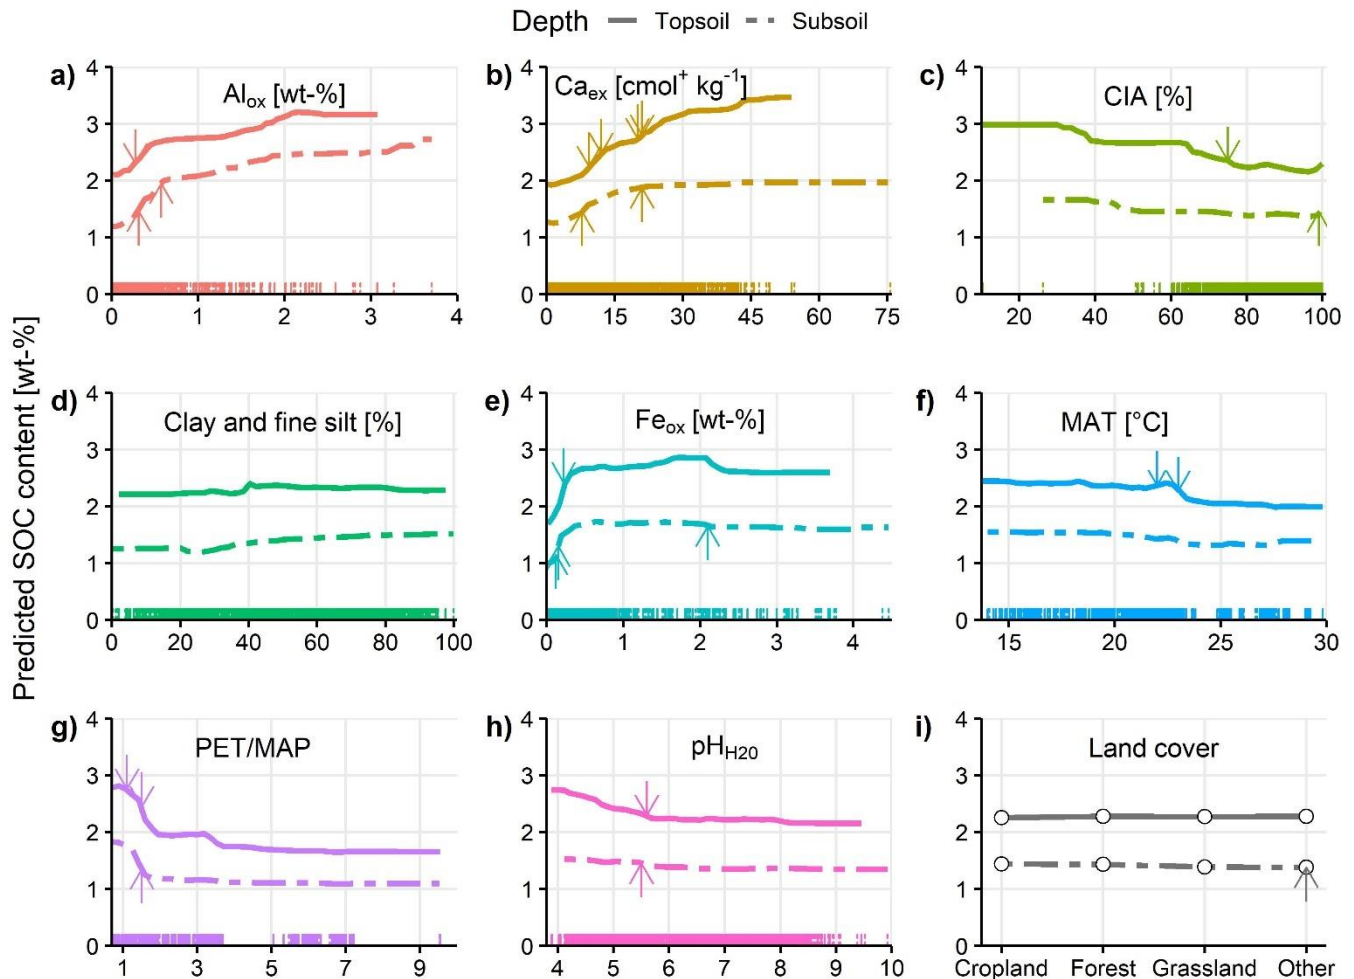 Depth Topsoil Subsoil
Predicted SOC content [wt-%]
a) Al_ox [wt-%]
4
3
2
1
0
0 1 2 3 4
b) Ca_ex [cmol⁺ kg⁻¹]
4
3
2
1
0
0 15 30 45 60 75
c) CIA [%]
4
3
2
1
0
20 40 60 80 100
d) Clay and fine silt [%]
4
3
2
1
0
0 20 40 60 80 100
e) Fe_ox [wt-%]
4
3
2
1
0
0 1 2 3 4
f) MAT [°C]
4
3
2
1
0
15 20 25 30
g) PET/MAP
4
3
2
1
0
1 3 5 7 9
h) pH_H20
4
3
2
1
0
4 5 6 7 8 9 10
i) Land cover
4
3
2
1
0
Cropland Forest Grassland Other